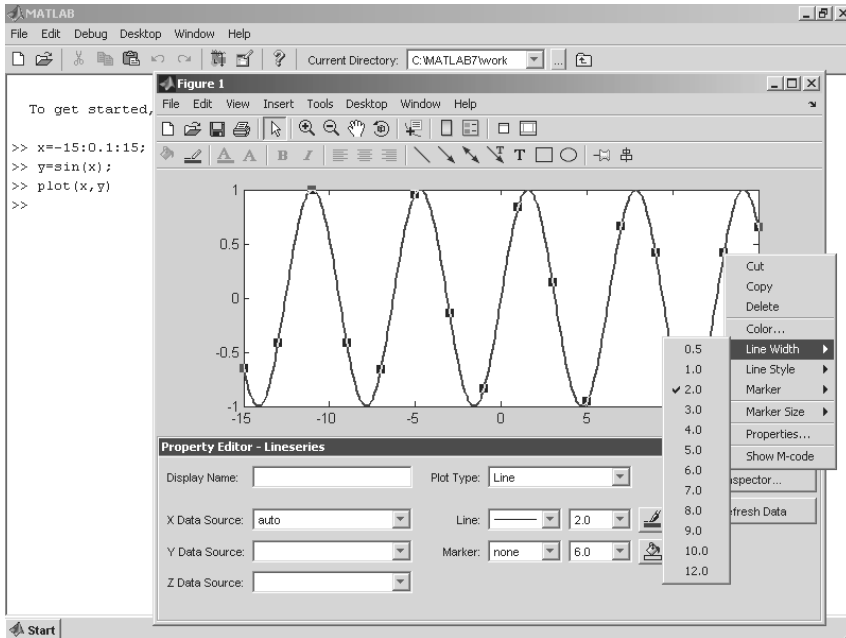 MATLAB
File Edit Debug Desktop Window Help
Current Directory: C:\MATLAB7\work ...
To get started,
>> x=-15:0.1:15;
>> y=sin(x);
>> plot(x,y)
>>
Figure 1
File Edit View Insert Tools Desktop Window Help
A A B I T T
1
0.5
0
-0.5
-1
-15 -10 -5 0 5
Cut
Copy
Delete
Color...
Line Width
Line Style
Marker
Marker Size
Properties...
Show M-code
0.5
1.0
2.0
3.0
4.0
5.0
6.0
7.0
8.0
9.0
10.0
12.0
Property Editor - Lineseries
Display Name: Plot Type: Line
nspector...
X Data Source: auto Line: 2.0
efresh Data
Y Data Source: Marker: none 6.0
Z Data Source:
Start